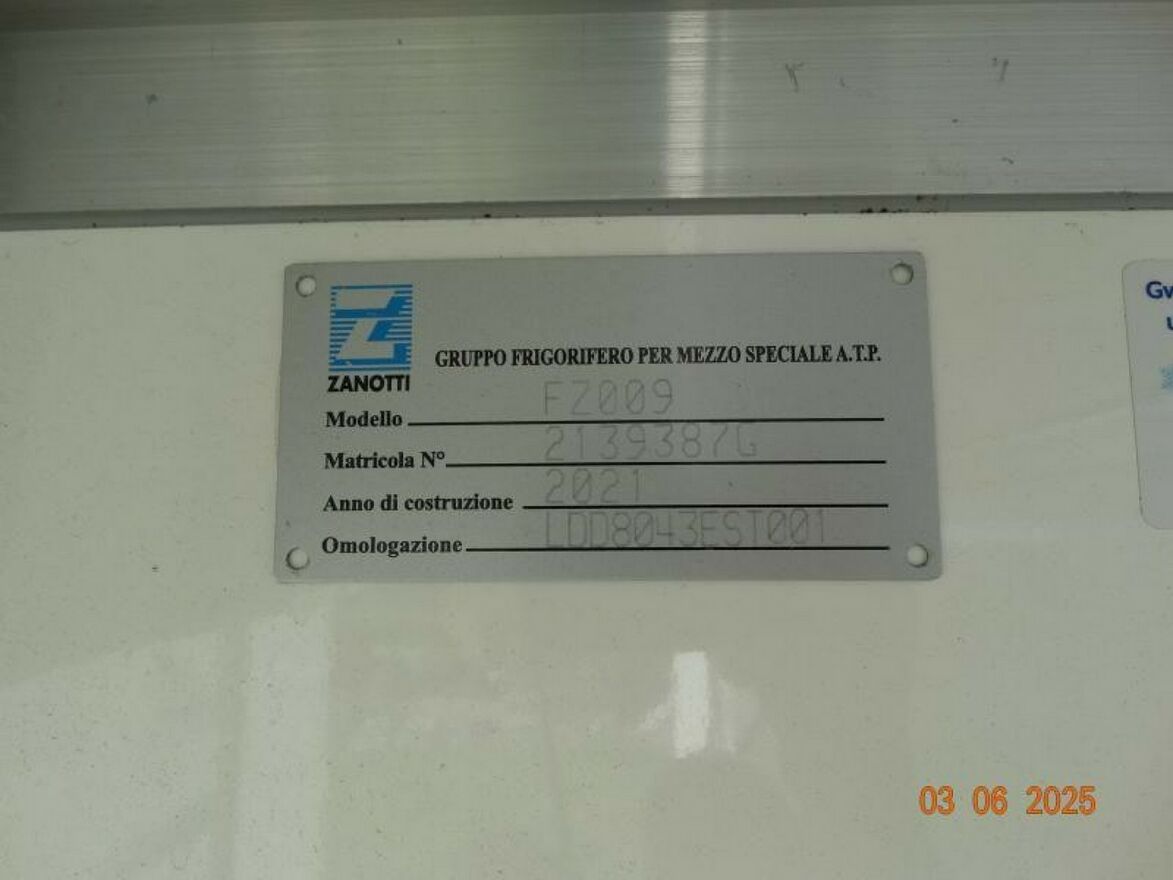 ZANOTTI
GRUPPO FRIGORIFERO PER MEZZO SPECIALE A.T.P.
Modello FZ009
Matricola N° 2139387G
Anno di costruzione 2021
Omologazione LDD8043EST001
Gw
03 06 2025